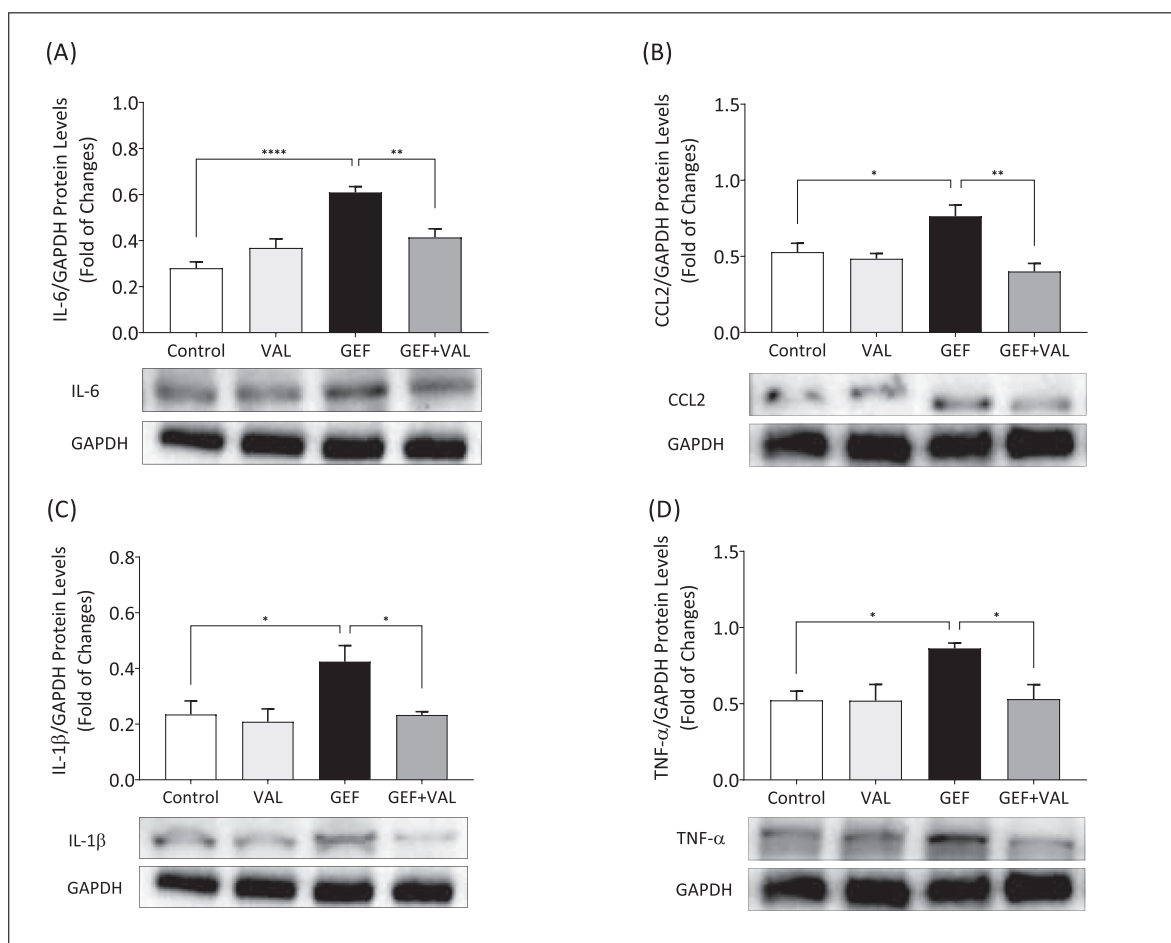 (A)
IL-6/GAPDH Protein Levels
(Fold of Changes)
1.0
0.8
0.6
0.4
0.2
0.0
****
**
Control VAL GEF GEF+VAL
IL-6
GAPDH
(B)
CCL2/GAPDH Protein Levels
(Fold of Changes)
1.5
1.0
0.5
0.0
*
**
Control VAL GEF GEF+VAL
CCL2
GAPDH
(C)
IL-1β/GAPDH Protein Levels
(Fold of Changes)
0.8
0.6
0.4
0.2
0.0
*
*
Control VAL GEF GEF+VAL
IL-1β
GAPDH
(D)
TNF-α/GAPDH Protein Levels
(Fold of Changes)
1.5
1.0
0.5
0.0
*
*
Control VAL GEF GEF+VAL
TNF-α
GAPDH